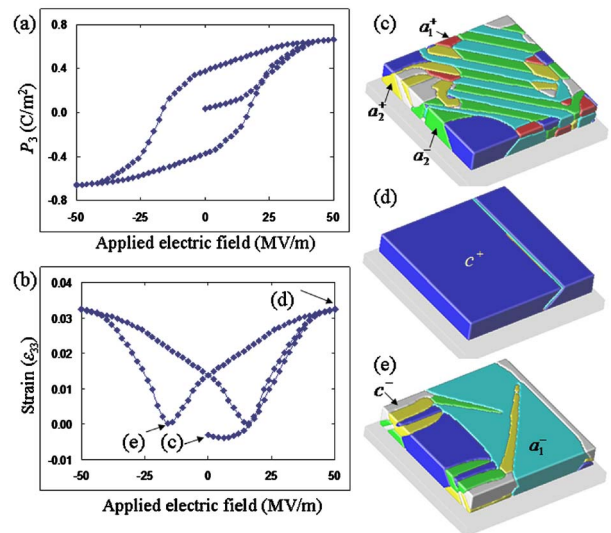 (a)
P₃ (C/m²)
0.8
0.4
0.0
-0.4
-0.8
-50 -25 0 25 50
Applied electric field (MV/m)
(b)
Strain (ε₃₃)
0.04
0.03
0.02
0.01
0.00
-0.01
(d)
(e)
(c)
-50 -25 0 25 50
Applied electric field (MV/m)
(c)
a₁⁺
a₂⁺
a₂⁻
(d)
c⁺
(e)
c⁻
a₁⁻